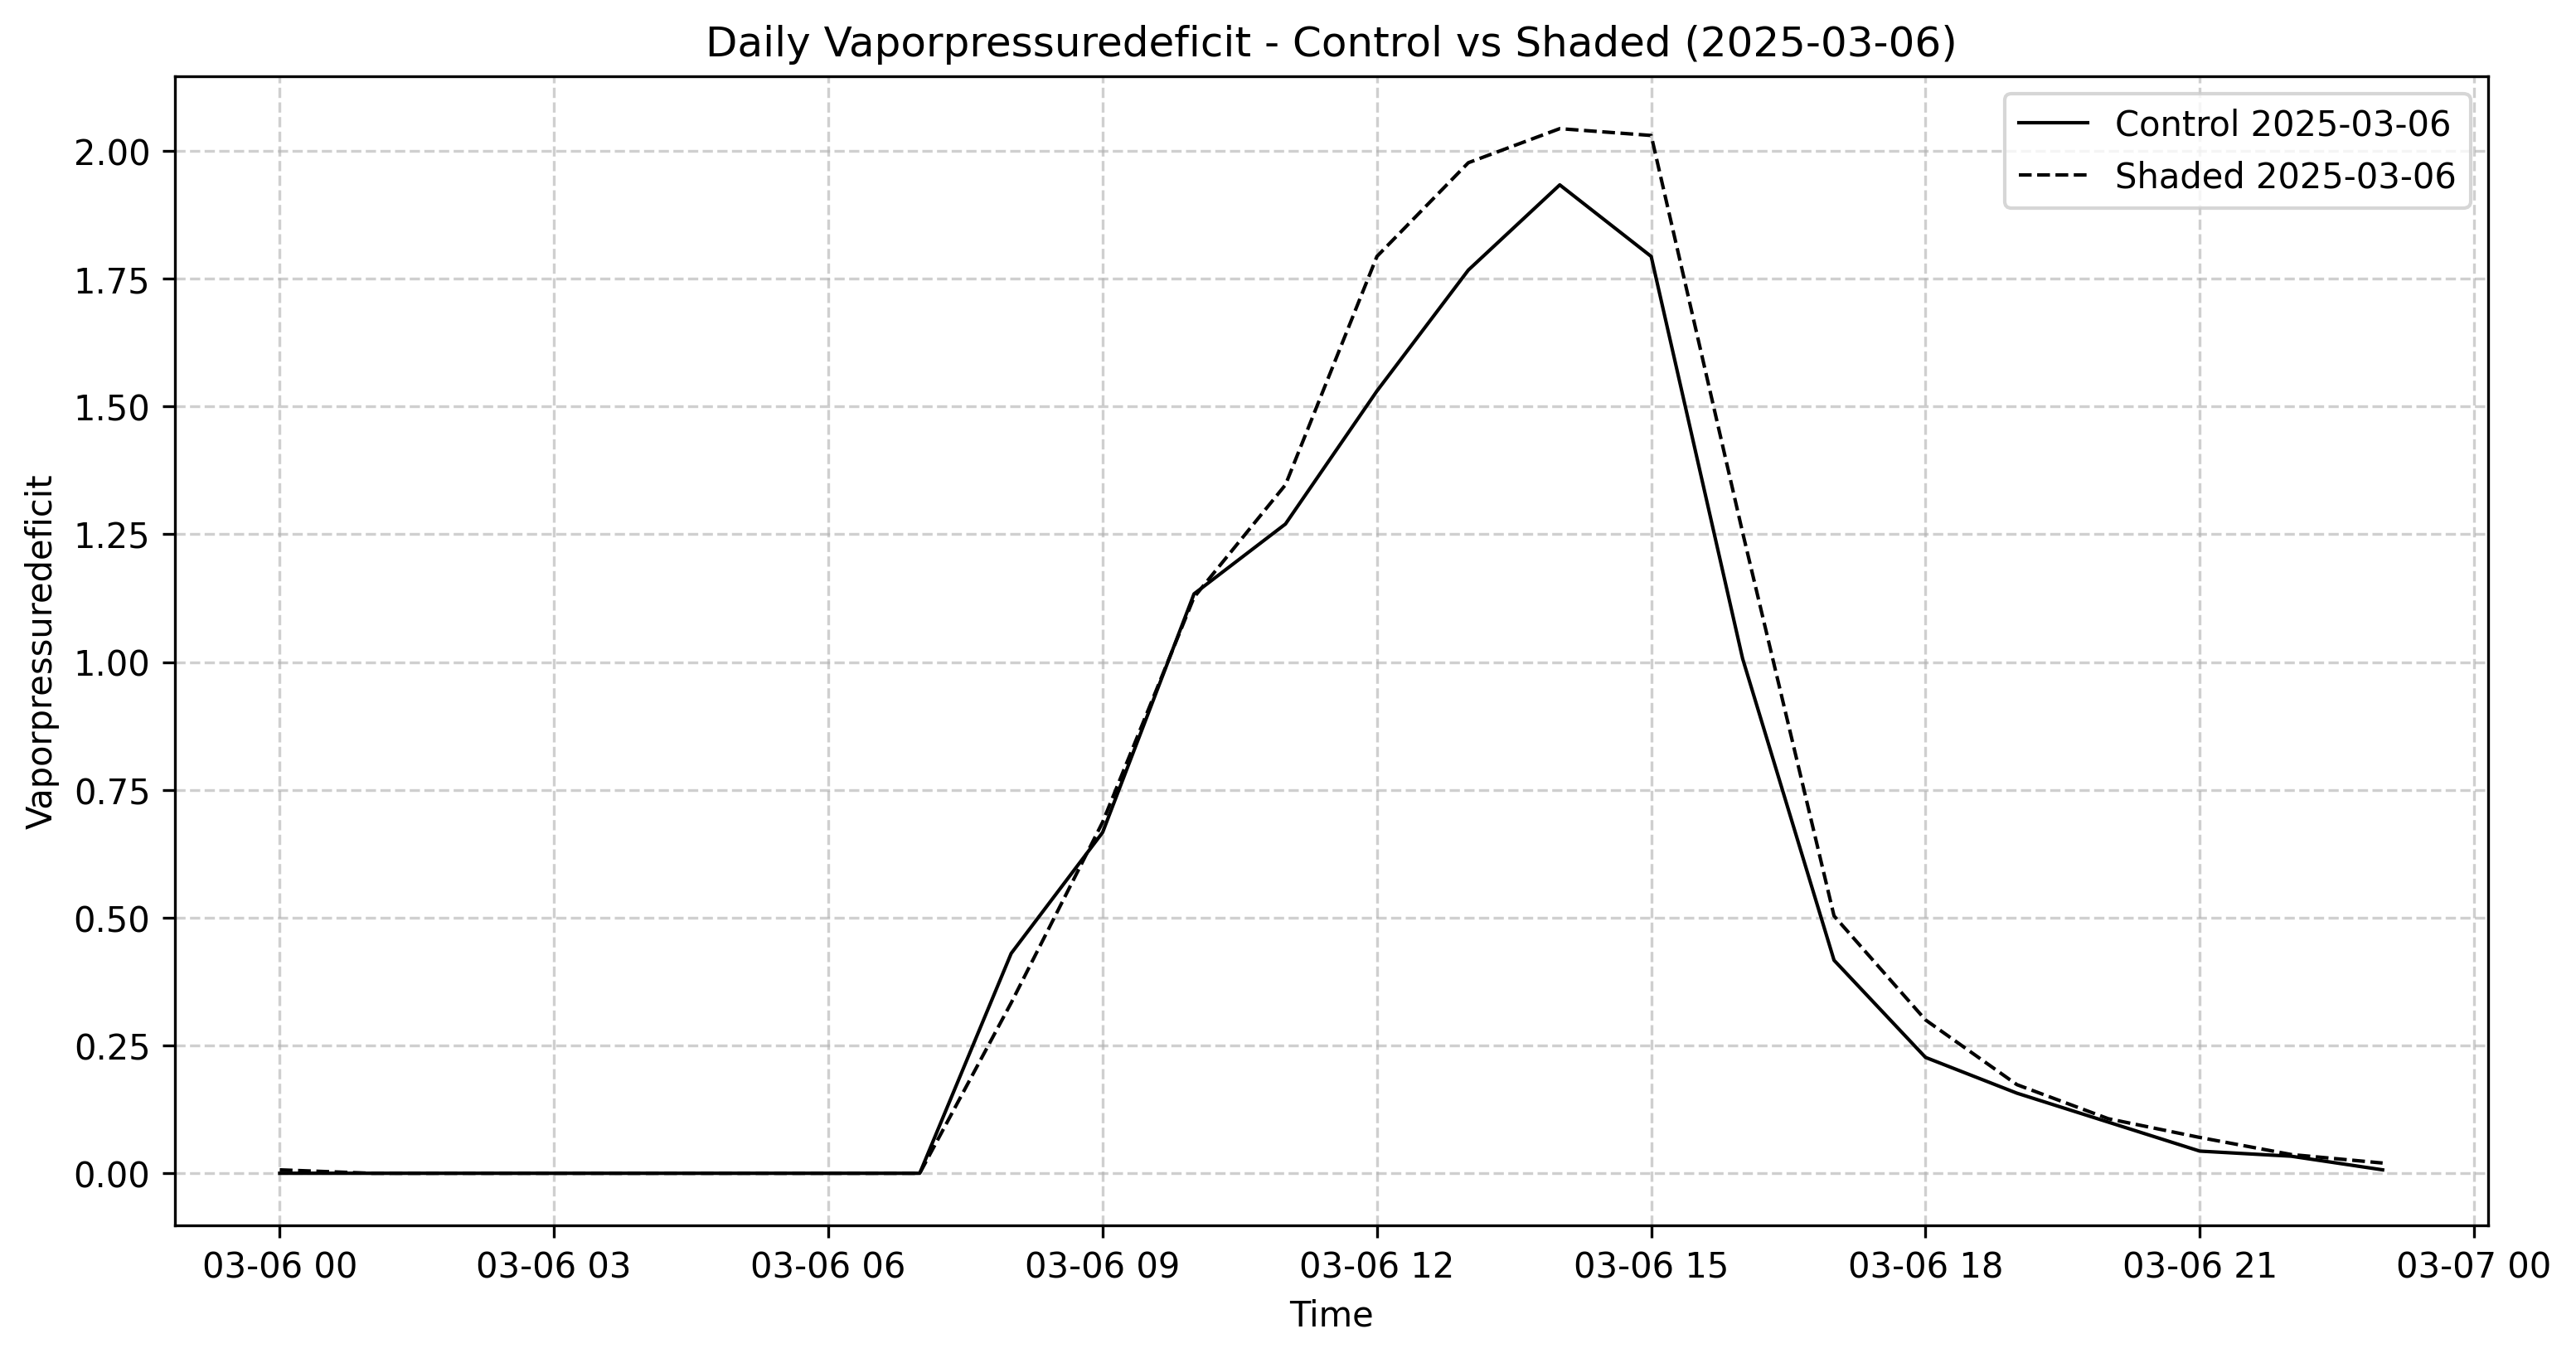 Daily Vaporpressuredeficit - Control vs Shaded (2025-03-06)
Control 2025-03-06
Shaded 2025-03-06
Vaporpressuredeficit
2.00
1.75
1.50
1.25
1.00
0.75
0.50
0.25
0.00
03-06 00 03-06 03 03-06 06 03-06 09 03-06 12 03-06 15 03-06 18 03-06 21 03-07 00
Time